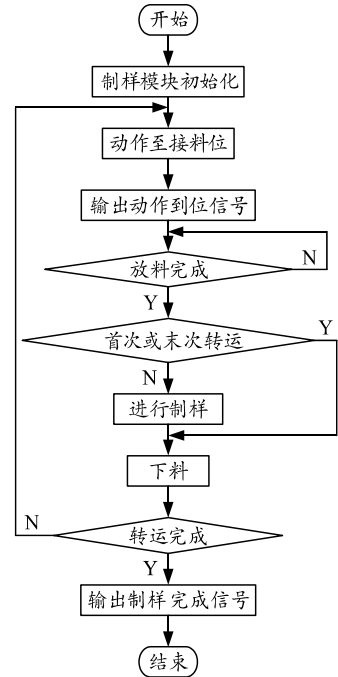 开始
制样模块初始化
动作至接料位
输出动作到位信号
放料完成
N
Y
首次或末次转运
Y
N
进行制样
下料
转运完成
N
Y
输出制样完成信号
结束